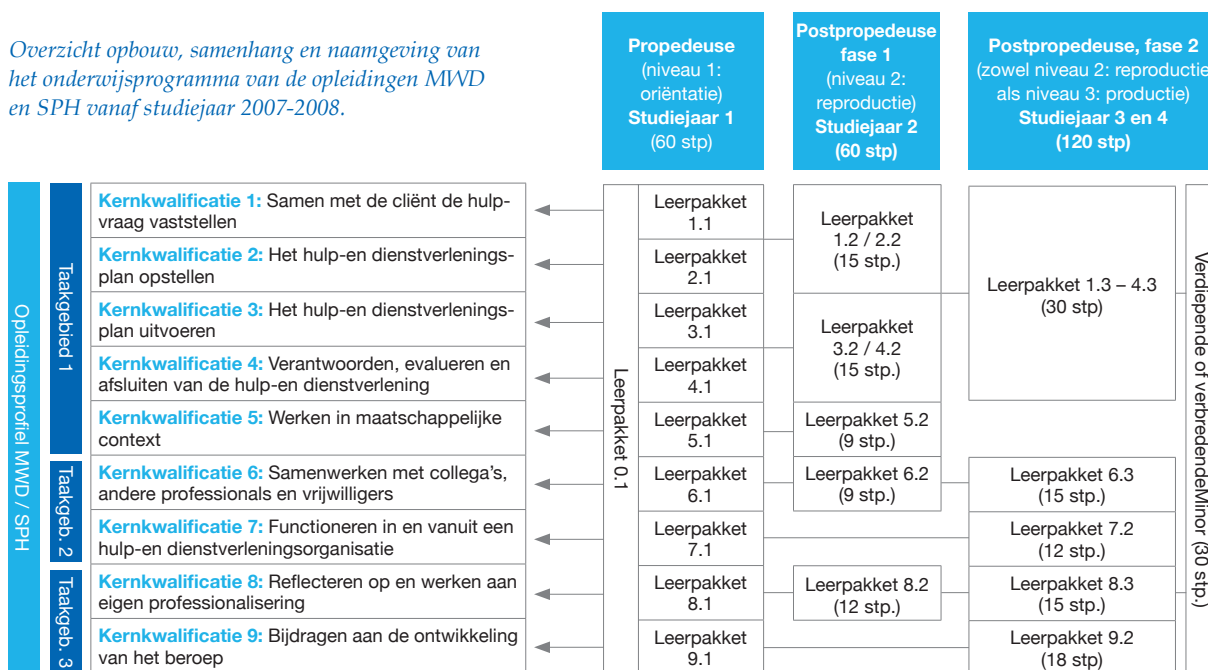 Overzicht opbouw, samenhang en naamgeving van
het onderwijsprogramma van de opleidingen MWD
en SPH vanaf studiejaar 2007-2008.
Propedeuse
(niveau 1:
oriëntatie)
Studiejaar 1
(60 stp)
Postpropedeuse
fase 1
(niveau 2:
reproductie)
Studiejaar 2
(60 stp)
Postpropedeuse, fase 2
(zowel niveau 2: reproductie
als niveau 3: productie)
Studiejaar 3 en 4
(120 stp)
Opleidingsprofiel MWD / SPH
Taakgebied 1
Kernkwalificatie 1: Samen met de cliënt de hulp-
vraag vaststellen
Kernkwalificatie 2: Het hulp-en dienstverlenings-
plan opstellen
Kernkwalificatie 3: Het hulp-en dienstverlenings-
plan uitvoeren
Kernkwalificatie 4: Verantwoorden, evalueren en
afsluiten van de hulp-en dienstverlening
Kernkwalificatie 5: Werken in maatschappelijke
context
Taakgeb. 2
Kernkwalificatie 6: Samenwerken met collega's,
andere professionals en vrijwilligers
Kernkwalificatie 7: Functioneren in en vanuit een
hulp-en dienstverleningsorganisatie
Taakgeb. 3
Kernkwalificatie 8: Reflecteren op en werken aan
eigen professionalisering
Kernkwalificatie 9: Bijdragen aan de ontwikkeling
van het beroep
Leerpakket 0.1
Leerpakket
1.1
Leerpakket
2.1
Leerpakket
3.1
Leerpakket
4.1
Leerpakket
5.1
Leerpakket
6.1
Leerpakket
7.1
Leerpakket
8.1
Leerpakket
9.1
Leerpakket
1.2 / 2.2
(15 stp.)
Leerpakket
3.2 / 4.2
(15 stp.)
Leerpakket 5.2
(9 stp.)
Leerpakket 6.2
(9 stp.)
Leerpakket 8.2
(12 stp.)
Leerpakket 1.3 – 4.3
(30 stp)
Leerpakket 6.3
(15 stp.)
Leerpakket 7.2
(12 stp.)
Leerpakket 8.3
(15 stp.)
Leerpakket 9.2
(18 stp)
Verdiepende of verbredendeMinor (30 stp.)